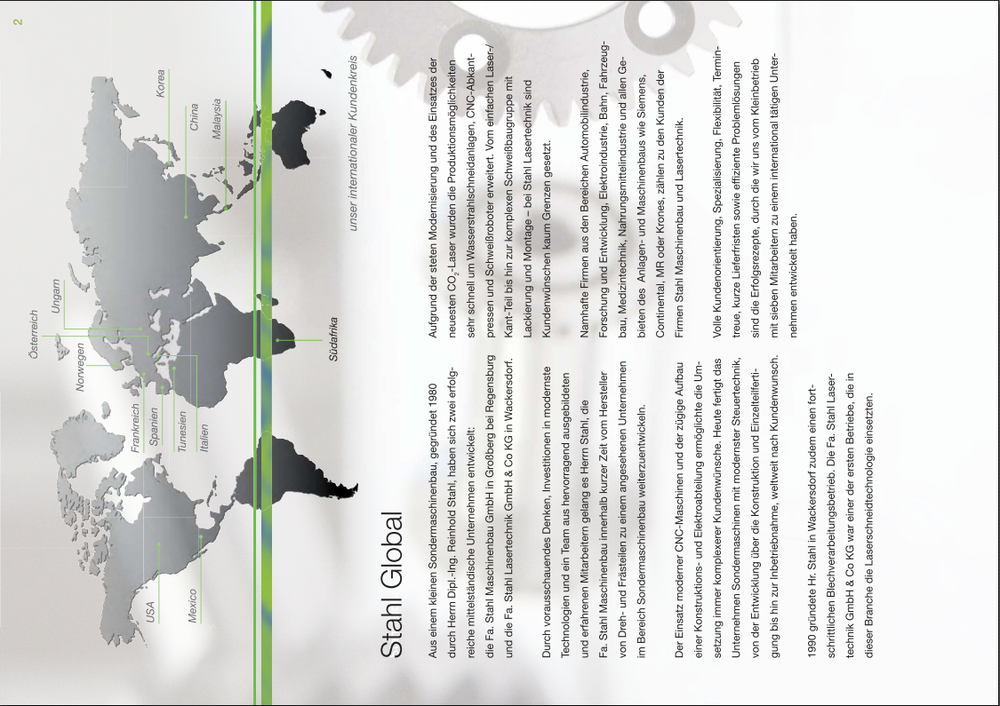 2
Österreich
Ungarn
Norwegen
Korea
China
Malaysia
Frankreich
Spanien
Tunesien
Italien
USA
Mexico
Südafrika
unser internationaler Kundenkreis
Stahl Global
Aus einem kleinen Sondermaschinenbau, gegründet 1980
durch Herrn Dipl.-Ing. Reinhold Stahl, haben sich zwei erfolg-
reiche mittelständische Unternehmen entwickelt:
die Fa. Stahl Maschinenbau GmbH in Großberg bei Regensburg
und die Fa. Stahl Lasertechnik GmbH & Co KG in Wackersdorf.
Durch vorausschauendes Denken, Investitionen in modernste
Technologien und ein Team aus hervorragend ausgebildeten
und erfahrenen Mitarbeitern gelang es Herrn Stahl, die
Fa. Stahl Maschinenbau innerhalb kurzer Zeit vom Hersteller
von Dreh- und Frästeilen zu einem angesehenen Unternehmen
im Bereich Sondermaschinenbau weiterzuentwickeln.
Der Einsatz moderner CNC-Maschinen und der zügige Aufbau
einer Konstruktions- und Elektroabteilung ermöglichte die Um-
setzung immer komplexerer Kundenwünsche. Heute fertigt das
Unternehmen Sondermaschinen mit modernster Steuertechnik,
von der Entwicklung über die Konstruktion und Einzelteilferti-
gung bis hin zur Inbetriebnahme, weltweit nach Kundenwunsch.
1990 gründete Hr. Stahl in Wackersdorf zudem einen fort-
schrittlichen Blechverarbeitungsbetrieb. Die Fa. Stahl Laser-
technik GmbH & Co KG war einer der ersten Betriebe, die in
dieser Branche die Laserschneidtechnologie einsetzten.
Aufgrund der steten Modernisierung und des Einsatzes der
neuesten CO2-Laser wurden die Produktionsmöglichkeiten
sehr schnell um Wasserstrahlschneidanlagen, CNC-Abkant-
pressen und Schweißroboter erweitert. Vom einfachen Laser-/
Kant-Teil bis hin zur komplexen Schweißbaugruppe mit
Lackierung und Montage – bei Stahl Lasertechnik sind
Kundenwünschen kaum Grenzen gesetzt.
Namhafte Firmen aus den Bereichen Automobilindustrie,
Forschung und Entwicklung, Elektroindustrie, Bahn, Fahrzeug-
bau, Medizintechnik, Nahrungsmittelindustrie und allen Ge-
bieten des Anlagen- und Maschinenbaus wie Siemens,
Continental, MR oder Krones, zählen zu den Kunden der
Firmen Stahl Maschinenbau und Lasertechnik.
Volle Kundenorientierung, Spezialisierung, Flexibilität, Termin-
treue, kurze Lieferfristen sowie effiziente Problemlösungen
sind die Erfolgsrezepte, durch die wir uns vom Kleinbetrieb
mit sieben Mitarbeitern zu einem international tätigen Unter-
nehmen entwickelt haben.